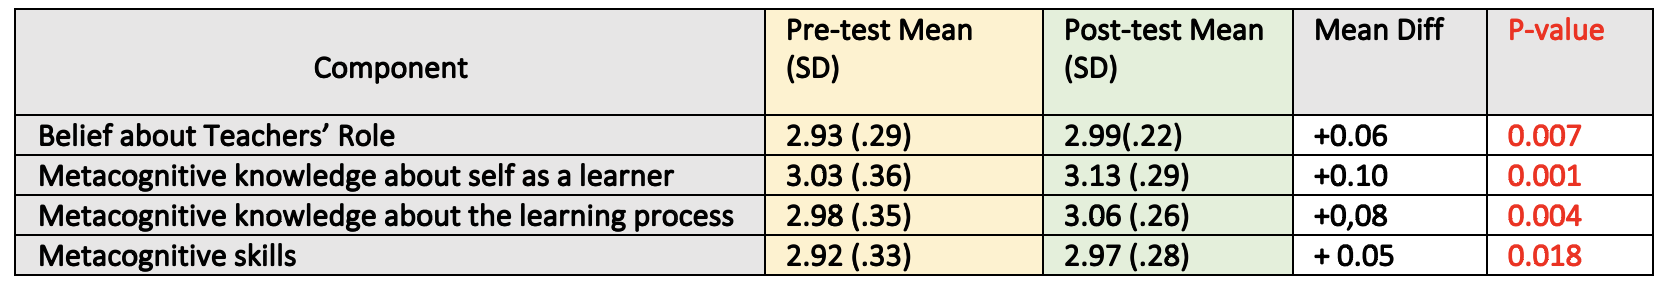 Component Pre-test Mean (SD) Post-test Mean (SD) Mean Diff P-value
Belief about Teachers’ Role 2.93 (.29) 2.99(.22) +0.06 0.007
Metacognitive knowledge about self as a learner 3.03 (.36) 3.13 (.29) +0.10 0.001
Metacognitive knowledge about the learning process 2.98 (.35) 3.06 (.26) +0,08 0.004
Metacognitive skills 2.92 (.33) 2.97 (.28) + 0.05 0.018